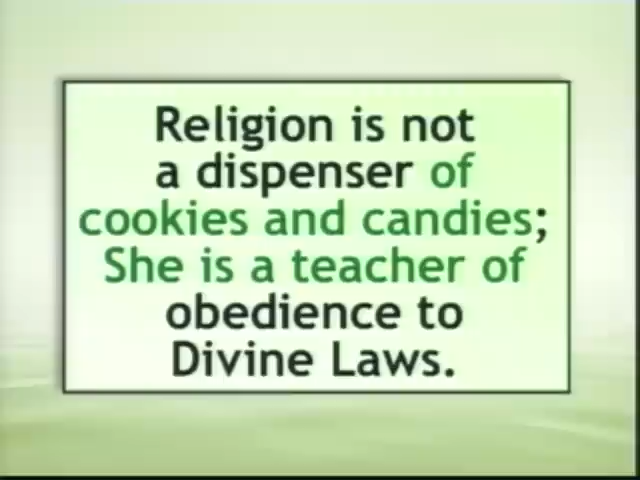 Religion is not
a dispenser of
cookies and candies;
She is a teacher of
obedience to
Divine Laws.